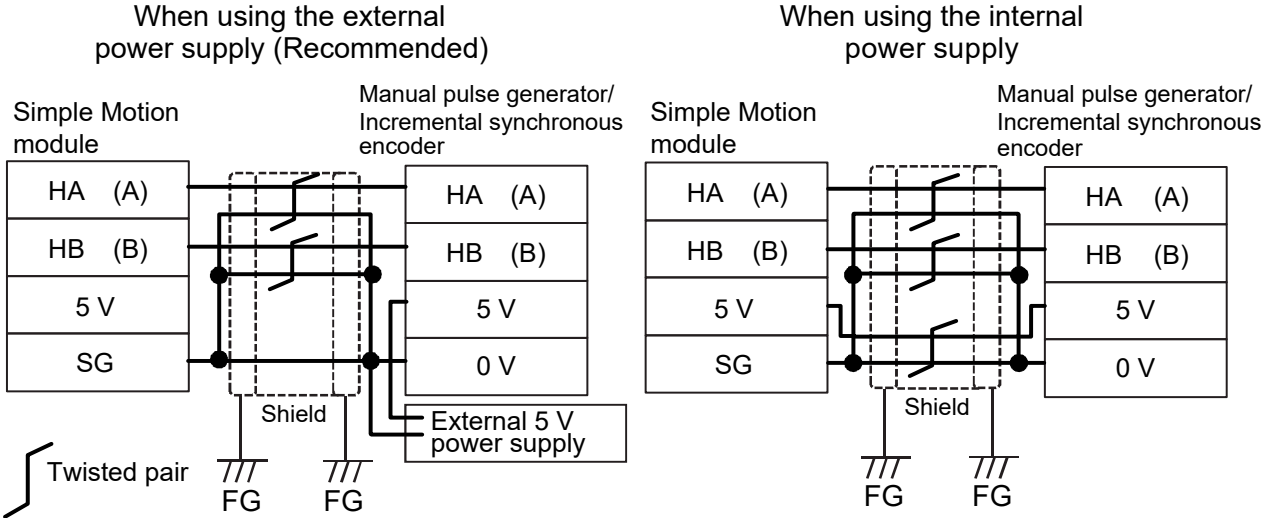 When using the external
power supply (Recommended)
Simple Motion
module
Manual pulse generator/
Incremental synchronous
encoder
HA (A)
HB (B)
5 V
SG
HA (A)
HB (B)
5 V
0 V
Shield
External 5 V
power supply
Twisted pair
FG
FG
When using the internal
power supply
Simple Motion
module
Manual pulse generator/
Incremental synchronous
encoder
HA (A)
HB (B)
5 V
SG
HA (A)
HB (B)
5 V
0 V
Shield
FG
FG